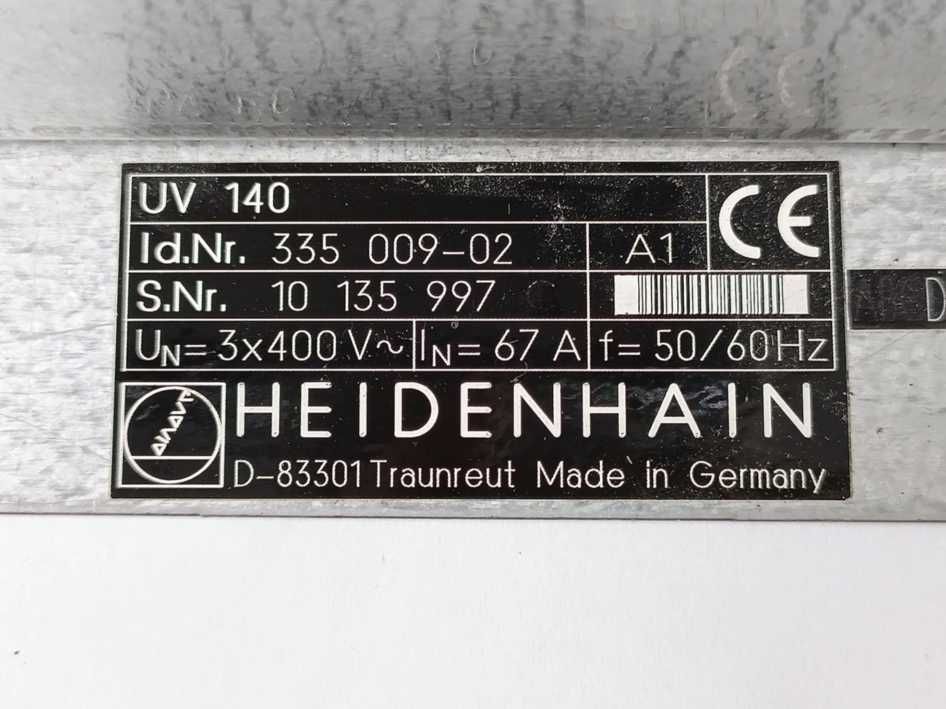 UV 140
CE
Id.Nr. 335 009-02 A1
S.Nr. 10 135 997
UN= 3x400 V~ IN= 67 A f= 50/60Hz
HEIDENHAIN
D-83301 Traunreut Made in Germany
D